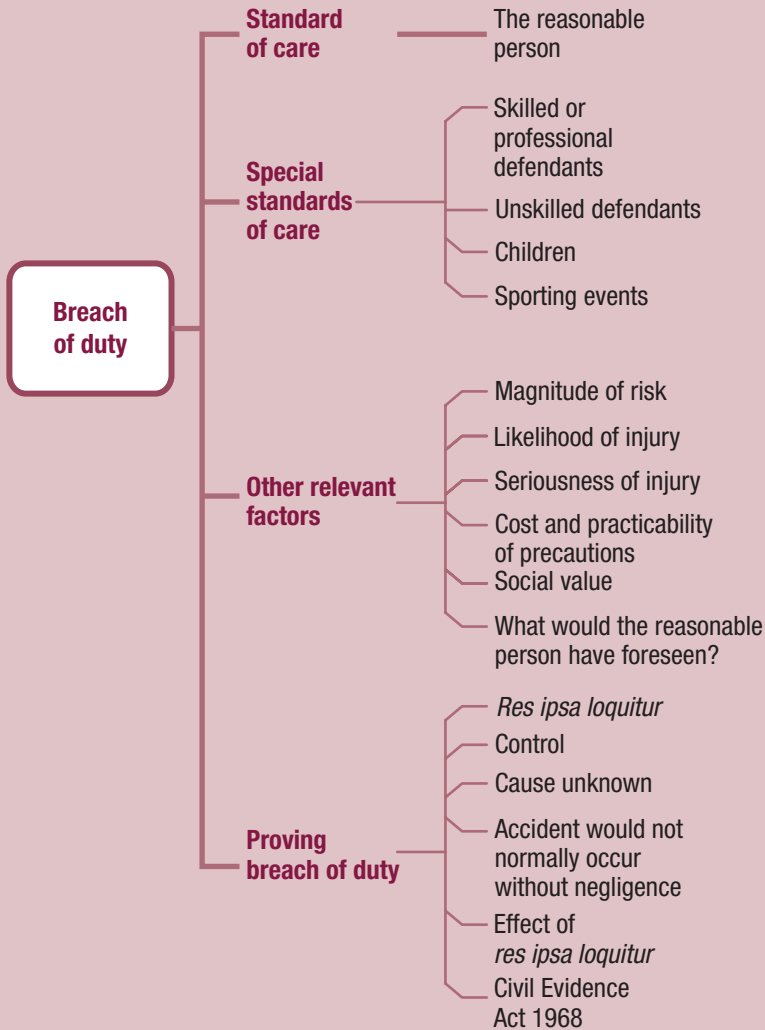 Breach
of duty
Standard
of care
The reasonable
person
Special
standards
of care
Skilled or
professional
defendants
Unskilled defendants
Children
Sporting events
Other relevant
factors
Magnitude of risk
Likelihood of injury
Seriousness of injury
Cost and practicability
of precautions
Social value
What would the reasonable
person have foreseen?
Proving
breach of duty
Res ipsa loquitur
Control
Cause unknown
Accident would not
normally occur
without negligence
Effect of
res ipsa loquitur
Civil Evidence
Act 1968